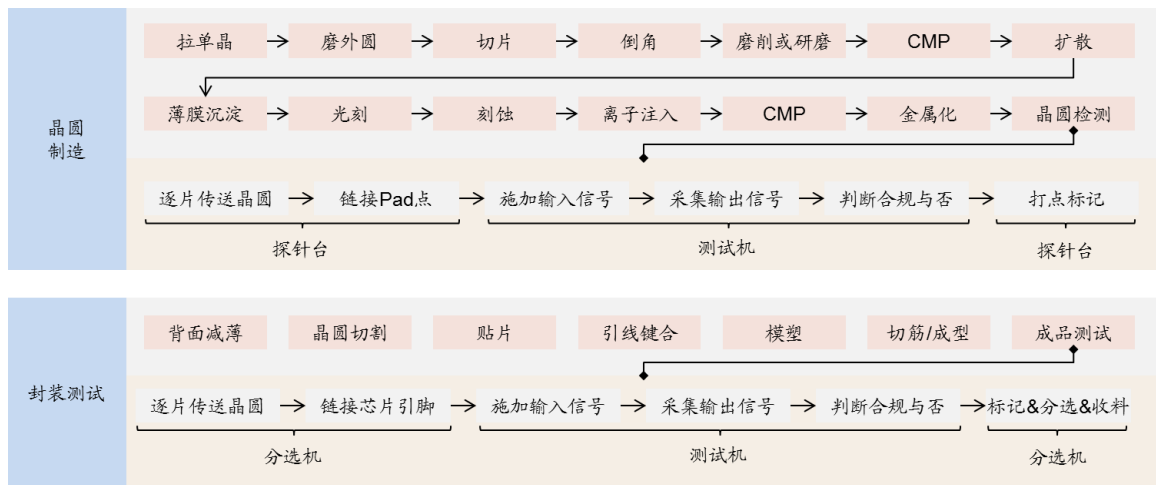 晶圆
制造
拉单晶
磨外圆
切片
倒角
磨削或研磨
CMP
扩散
薄膜沉淀
光刻
刻蚀
离子注入
CMP
金属化
晶圆检测
逐片传送晶圆
链接Pad点
施加输入信号
采集输出信号
判断合规与否
打点标记
探针台
测试机
探针台
封装测试
背面减薄
晶圆切割
贴片
引线键合
模塑
切筋/成型
成品测试
逐片传送晶圆
链接芯片引脚
施加输入信号
采集输出信号
判断合规与否
标记&分选&收料
分选机
测试机
分选机